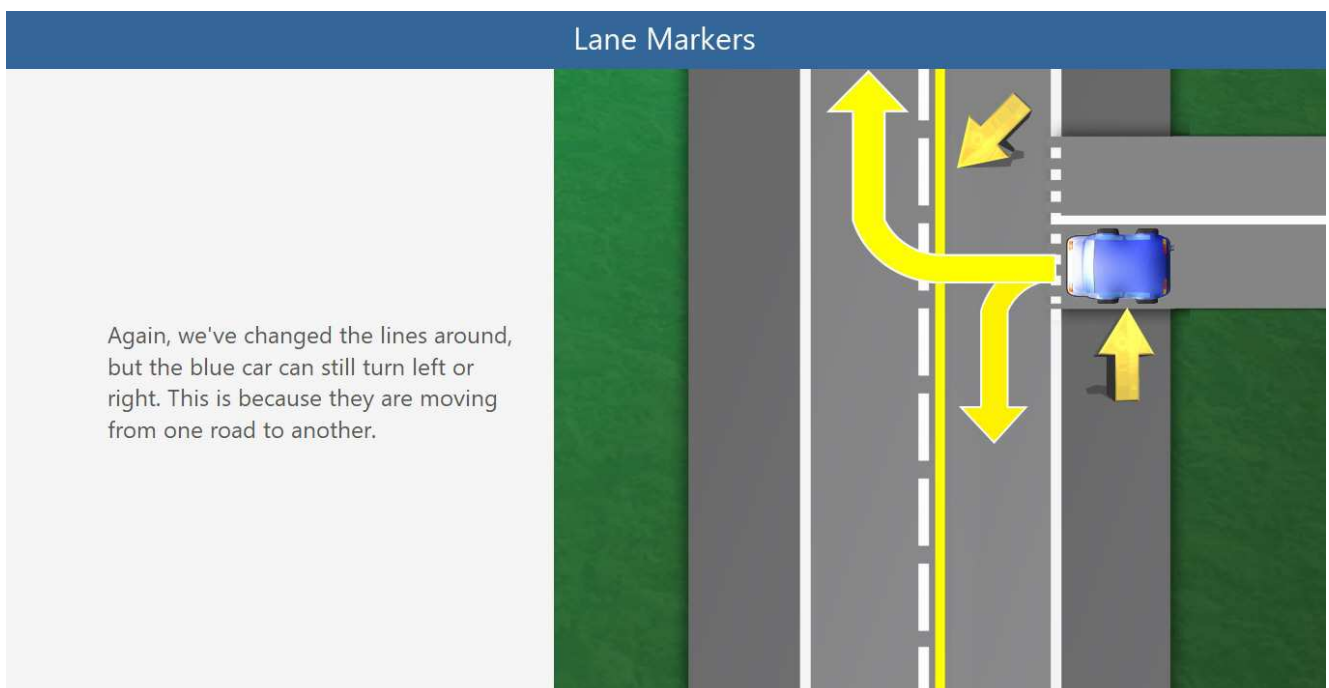 Lane Markers
Again, we've changed the lines around,
but the blue car can still turn left or
right. This is because they are moving
from one road to another.